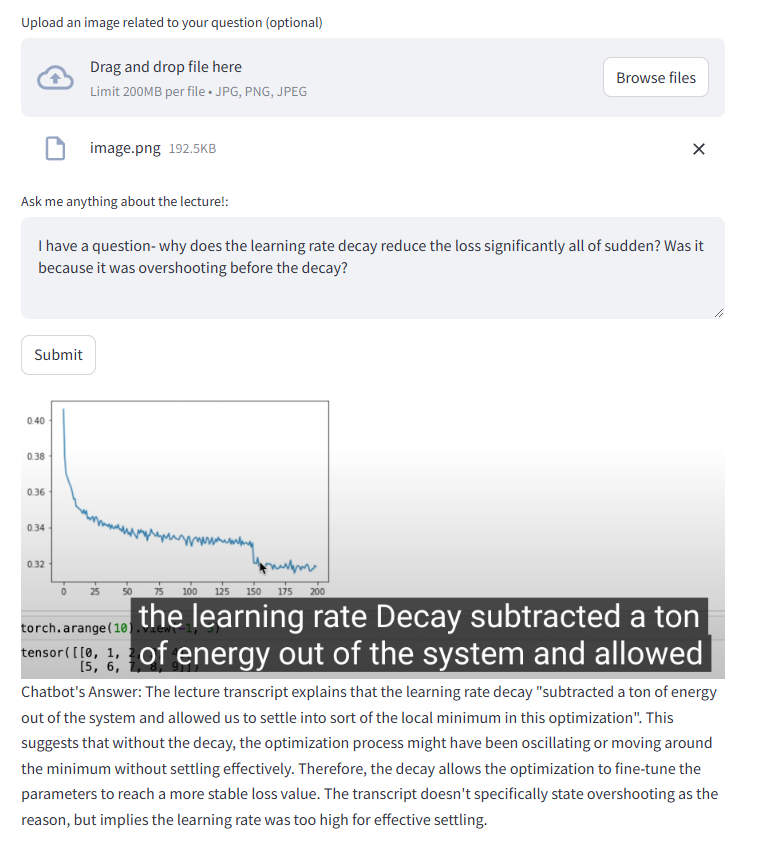 Upload an image related to your question (optional)
Drag and drop file here
Limit 200MB per file • JPG, PNG, JPEG
Browse files
image.png 192.5KB
Ask me anything about the lecture!:
I have a question- why does the learning rate decay reduce the loss significantly all of sudden? Was it
because it was overshooting before the decay?
Submit
0.40
0.38
0.36
0.34
0.32
0 25 50 75 100 125 150 175 200
the learning rate Decay subtracted a ton
of energy out of the system and allowed
torch.arange(10).view(-1, 5)
tensor([[0, 1, 2,
[5, 6, 7, 8, 9]]
Chatbot's Answer: The lecture transcript explains that the learning rate decay "subtracted a ton of energy
out of the system and allowed us to settle into sort of the local minimum in this optimization". This
suggests that without the decay, the optimization process might have been oscillating or moving around
the minimum without settling effectively. Therefore, the decay allows the optimization to fine-tune the
parameters to reach a more stable loss value. The transcript doesn't specifically state overshooting as the
reason, but implies the learning rate was too high for effective settling.